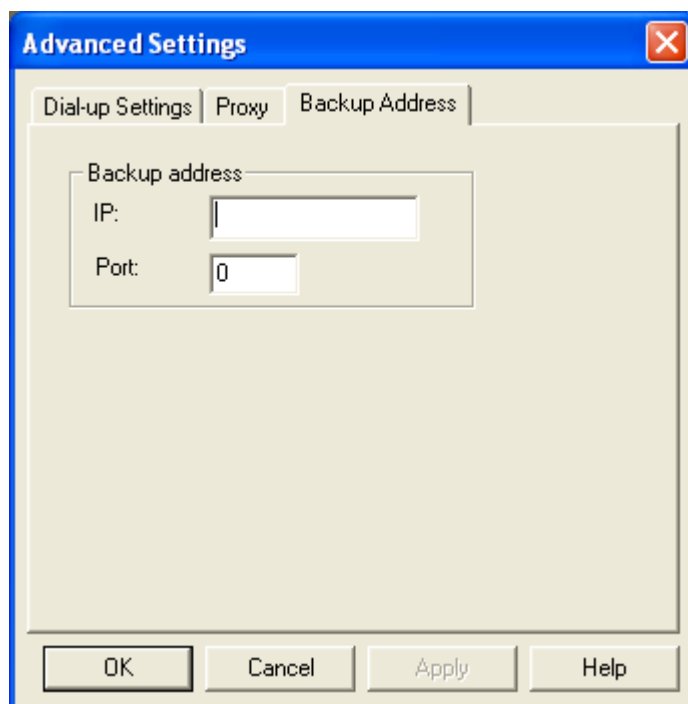 Advanced Settings
Dial-up Settings Proxy Backup Address
Backup address
IP:
Port: 0
OK Cancel Apply Help